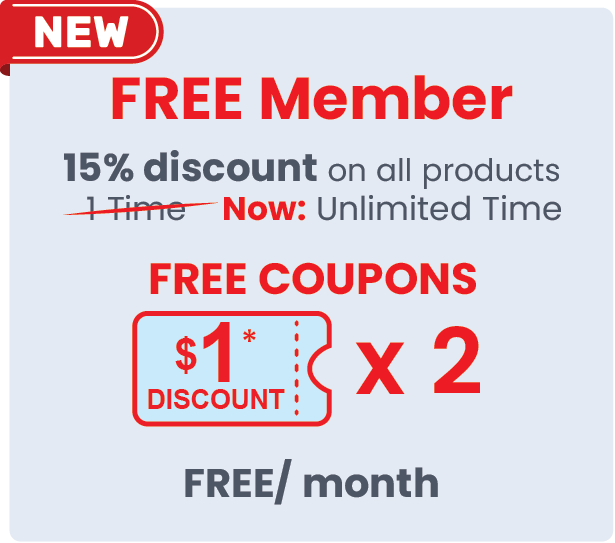 NEW
FREE Member
15% discount on all products
1 Time Now: Unlimited Time
FREE COUPONS
$1* x 2
DISCOUNT
FREE/ month